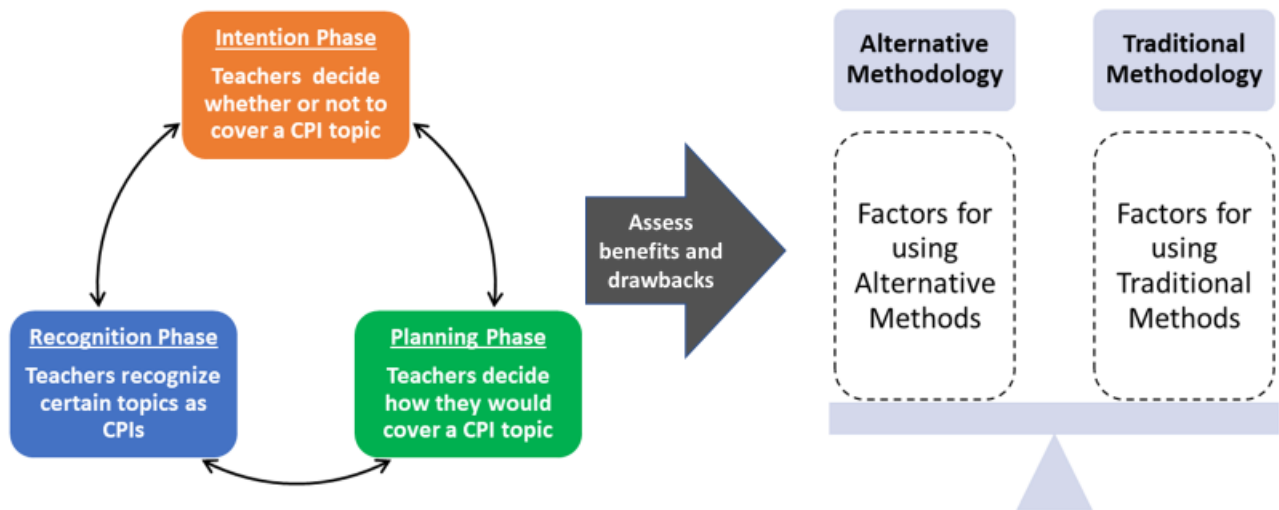 Intention Phase
Teachers decide
whether or not to
cover a CPI topic
Recognition Phase
Teachers recognize
certain topics as
CPIs
Planning Phase
Teachers decide
how they would
cover a CPI topic
Assess
benefits and
drawbacks
Alternative
Methodology
Factors for
using
Alternative
Methods
Traditional
Methodology
Factors for
using
Traditional
Methods